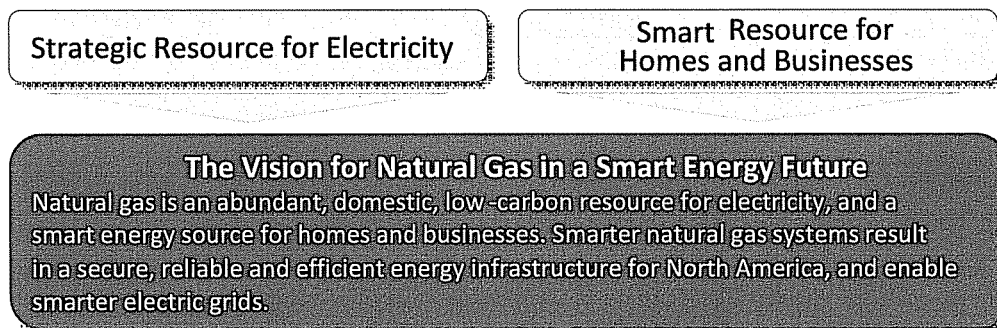 Strategic Resource for Electricity
Smart Resource for
Homes and Businesses
The Vision for Natural Gas in a Smart Energy Future
Natural gas is an abundant, domestic, low-carbon resource for electricity, and a
smart energy source for homes and businesses. Smarter natural gas systems result
in a secure, reliable and efficient energy infrastructure for North America, and enable
smarter electric grids.